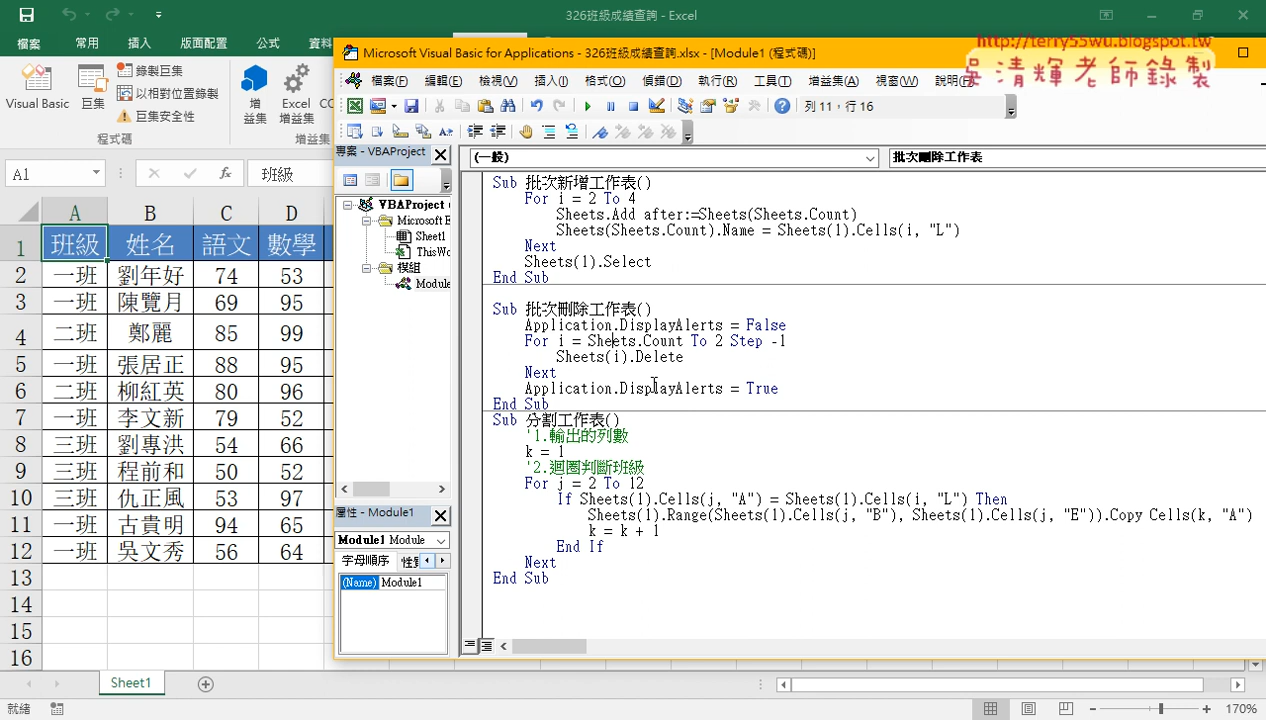 326班級成績查詢 - Excel
檔案 常用 插入 版面配置 公式 資料
Visual Basic 巨集 錄製巨集 以相對位置錄製 巨集安全性 增益集 Excel 增益集 CO
程式碼 增益集
A1 fx 班級
Microsoft Visual Basic for Applications - 326班級成績查詢.xlsx - [Module1 (程式碼)]
http://terry55wu.blogspot.tw
吳清輝老師錄製
檔案(F) 編輯(E) 檢視(V) 插入(I) 格式(O) 偵錯(D) 執行(R) 工具(T) 增益集(A) 視窗(W) 說明(H)
列 11，行 16
專案 - VBAProject
VBAProject (
Microsoft E
Sheet1
ThisWo
模組
Module
屬性 - Module1
Module1 Module
字母順序 性質
(Name) Module1
(一般) 批次刪除工作表
Sub 批次新增工作表()
For i = 2 To 4
Sheets.Add after:=Sheets(Sheets.Count)
Sheets(Sheets.Count).Name = Sheets(1).Cells(i, "L")
Next
Sheets(1).Select
End Sub
Sub 批次刪除工作表()
Application.DisplayAlerts = False
For i = Sheets.Count To 2 Step -1
Sheets(i).Delete
Next
Application.DisplayAlerts = True
End Sub
Sub 分割工作表()
'1.輸出的列數
k = 1
'2.迴圈判斷班級
For j = 2 To 12
If Sheets(1).Cells(j, "A") = Sheets(1).Cells(i, "L") Then
Sheets(1).Range(Sheets(1).Cells(j, "B"), Sheets(1).Cells(j, "E")).Copy Cells(k, "A")
k = k + 1
End If
Next
End Sub
A B C D
1 班級 姓名 語文 數學
2 一班 劉年好 74 53
3 一班 陳覽月 69 95
4 二班 鄭麗 85 99
5 一班 張居正 88 95
6 二班 柳紅英 80 96
7 一班 李文新 79 52
8 三班 劉專洪 54 66
9 三班 程前和 50 52
10 三班 仇正風 53 97
11 一班 古貴明 94 65
12 一班 吳文秀 56 64
13
14
15
16
Sheet1
就緒 170%